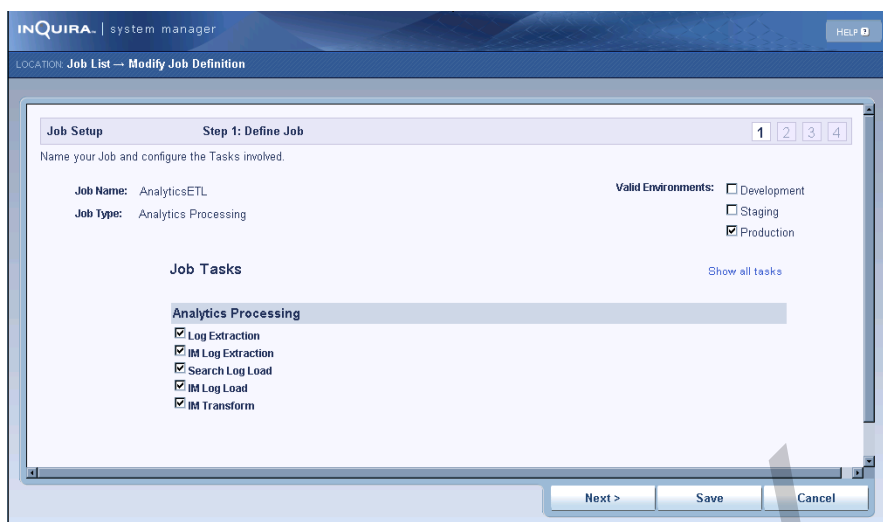 INQUIRA™ | system manager
HELP ?
LOCATION: Job List → Modify Job Definition
Job Setup Step 1: Define Job 1 2 3 4
Name your Job and configure the Tasks involved.
Job Name: AnalyticsETL
Job Type: Analytics Processing
Valid Environments: Development
Staging
Production
Job Tasks
Show all tasks
Analytics Processing
Log Extraction
IM Log Extraction
Search Log Load
IM Log Load
IM Transform
Next > Save Cancel